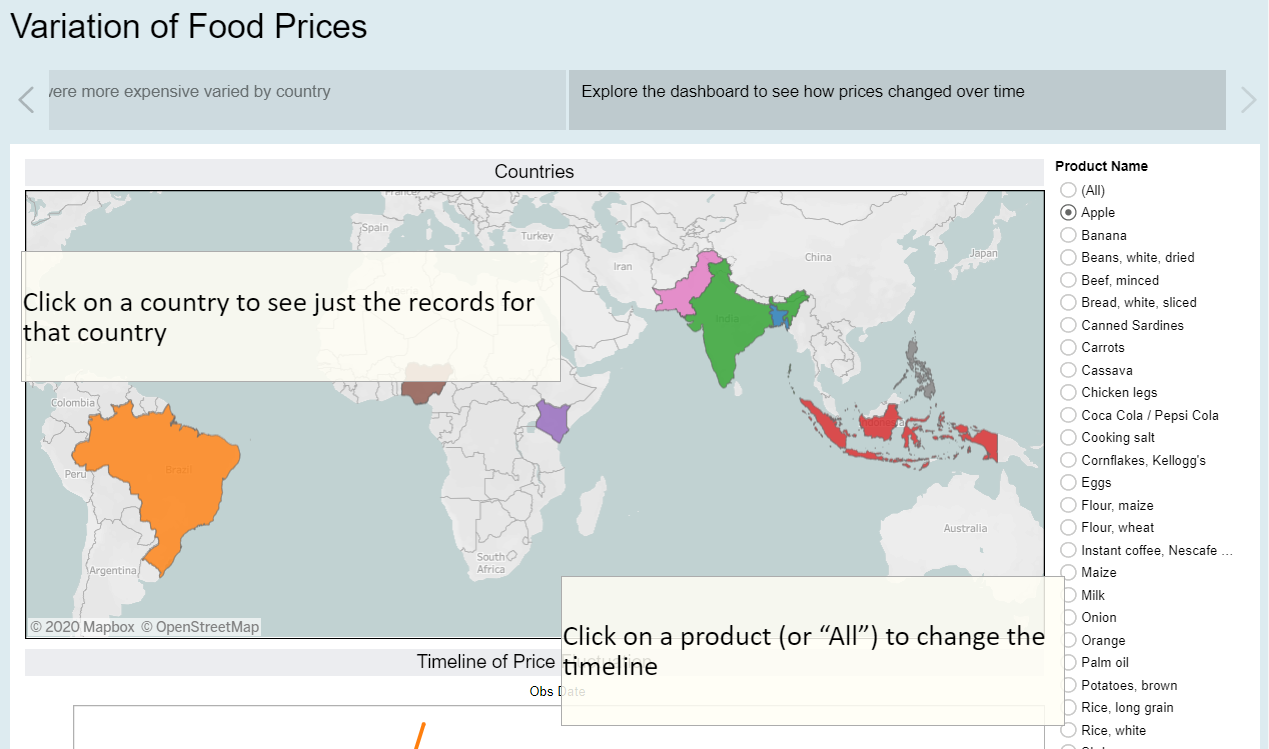 Variation of Food Prices
were more expensive varied by country
Explore the dashboard to see how prices changed over time
Countries
Product Name
(All)
Apple
Banana
Beans, white, dried
Beef, minced
Bread, white, sliced
Canned Sardines
Carrots
Cassava
Chicken legs
Coca Cola / Pepsi Cola
Cooking salt
Cornflakes, Kellogg's
Eggs
Flour, maize
Flour, wheat
Instant coffee, Nescafe ...
Maize
Milk
Onion
Orange
Palm oil
Potatoes, brown
Rice, long grain
Rice, white
France
Spain
Turkey
Iran
China
Japan
India
Click on a country to see just the records for
that country
Colombia
Brazil
Peru
Argentina
South
Africa
Indonesia
Australia
© 2020 Mapbox © OpenStreetMap
Click on a product (or “All”) to change the
timeline
Timeline of Price
Obs Date